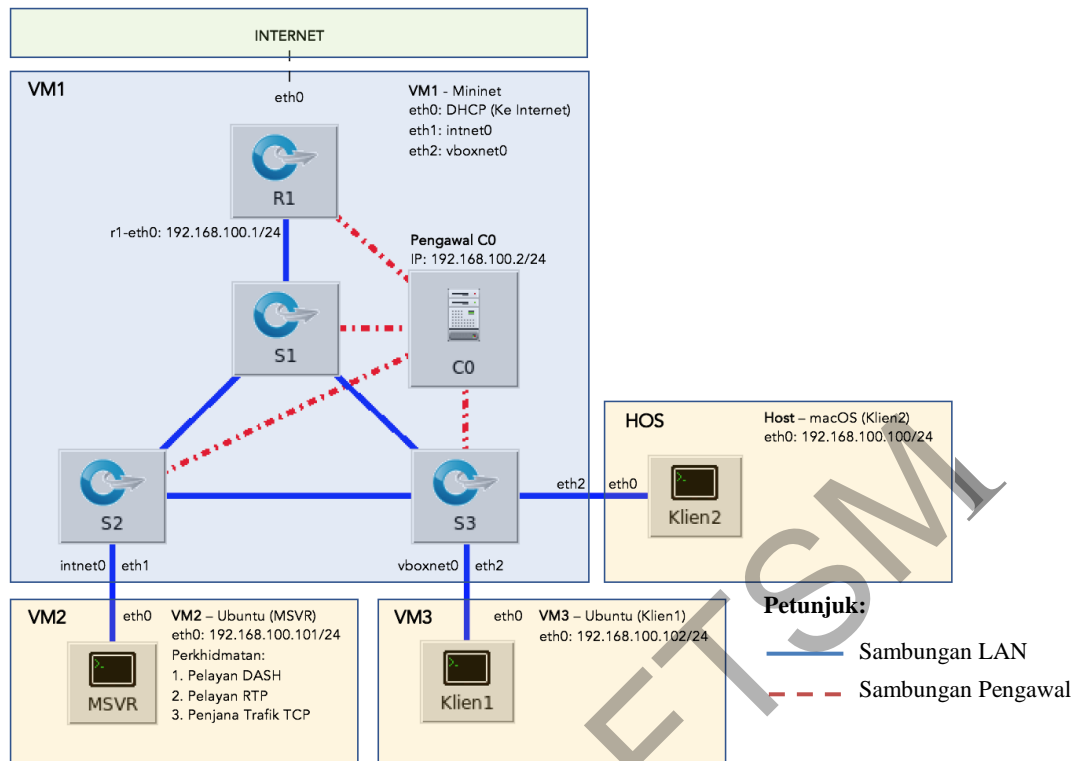 INTERNET
VM1
eth0
VM1 - Mininet
eth0: DHCP (Ke Internet)
eth1: intnet0
eth2: vboxnet0
R1
r1-eth0: 192.168.100.1/24
Pengawal C0
IP: 192.168.100.2/24
S1
C0
HOS
Host – macOS (Klien2)
eth0: 192.168.100.100/24
eth2
eth0
Klien2
S2
S3
intnet0
eth1
vboxnet0
eth2
VM2
eth0
VM2 – Ubuntu (MSVR)
eth0: 192.168.100.101/24
Perkhidmatan:
1. Pelayan DASH
2. Pelayan RTP
3. Penjana Trafik TCP
MSVR
VM3
eth0
VM3 – Ubuntu (Klien1)
eth0: 192.168.100.102/24
Klien1
Petunjuk:
Sambungan LAN
Sambungan Pengawal
FTSM